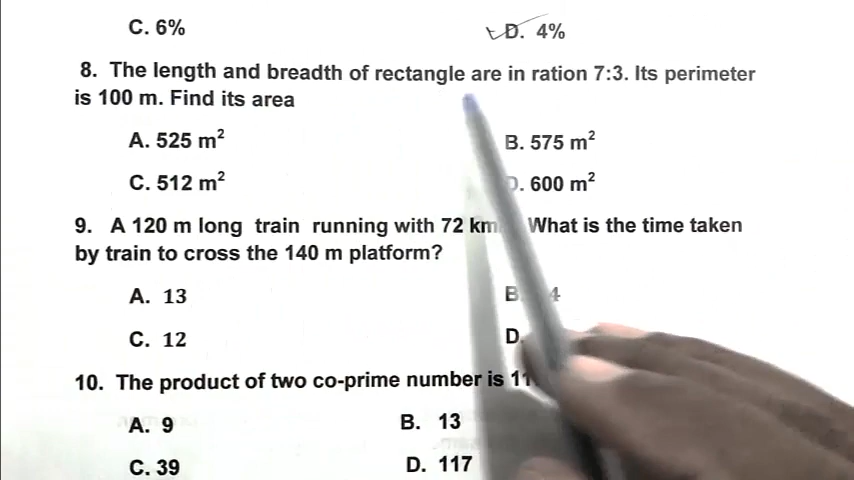 C. 6% D. 4%
8. The length and breadth of rectangle are in ration 7:3. Its perimeter
is 100 m. Find its area
A. 525 m² B. 575 m²
C. 512 m² D. 600 m²
9. A 120 m long train running with 72 km What is the time taken
by train to cross the 140 m platform?
A. 13 B. 4
C. 12 D.
10. The product of two co-prime number is 11
A. 9 B. 13
C. 39 D. 117